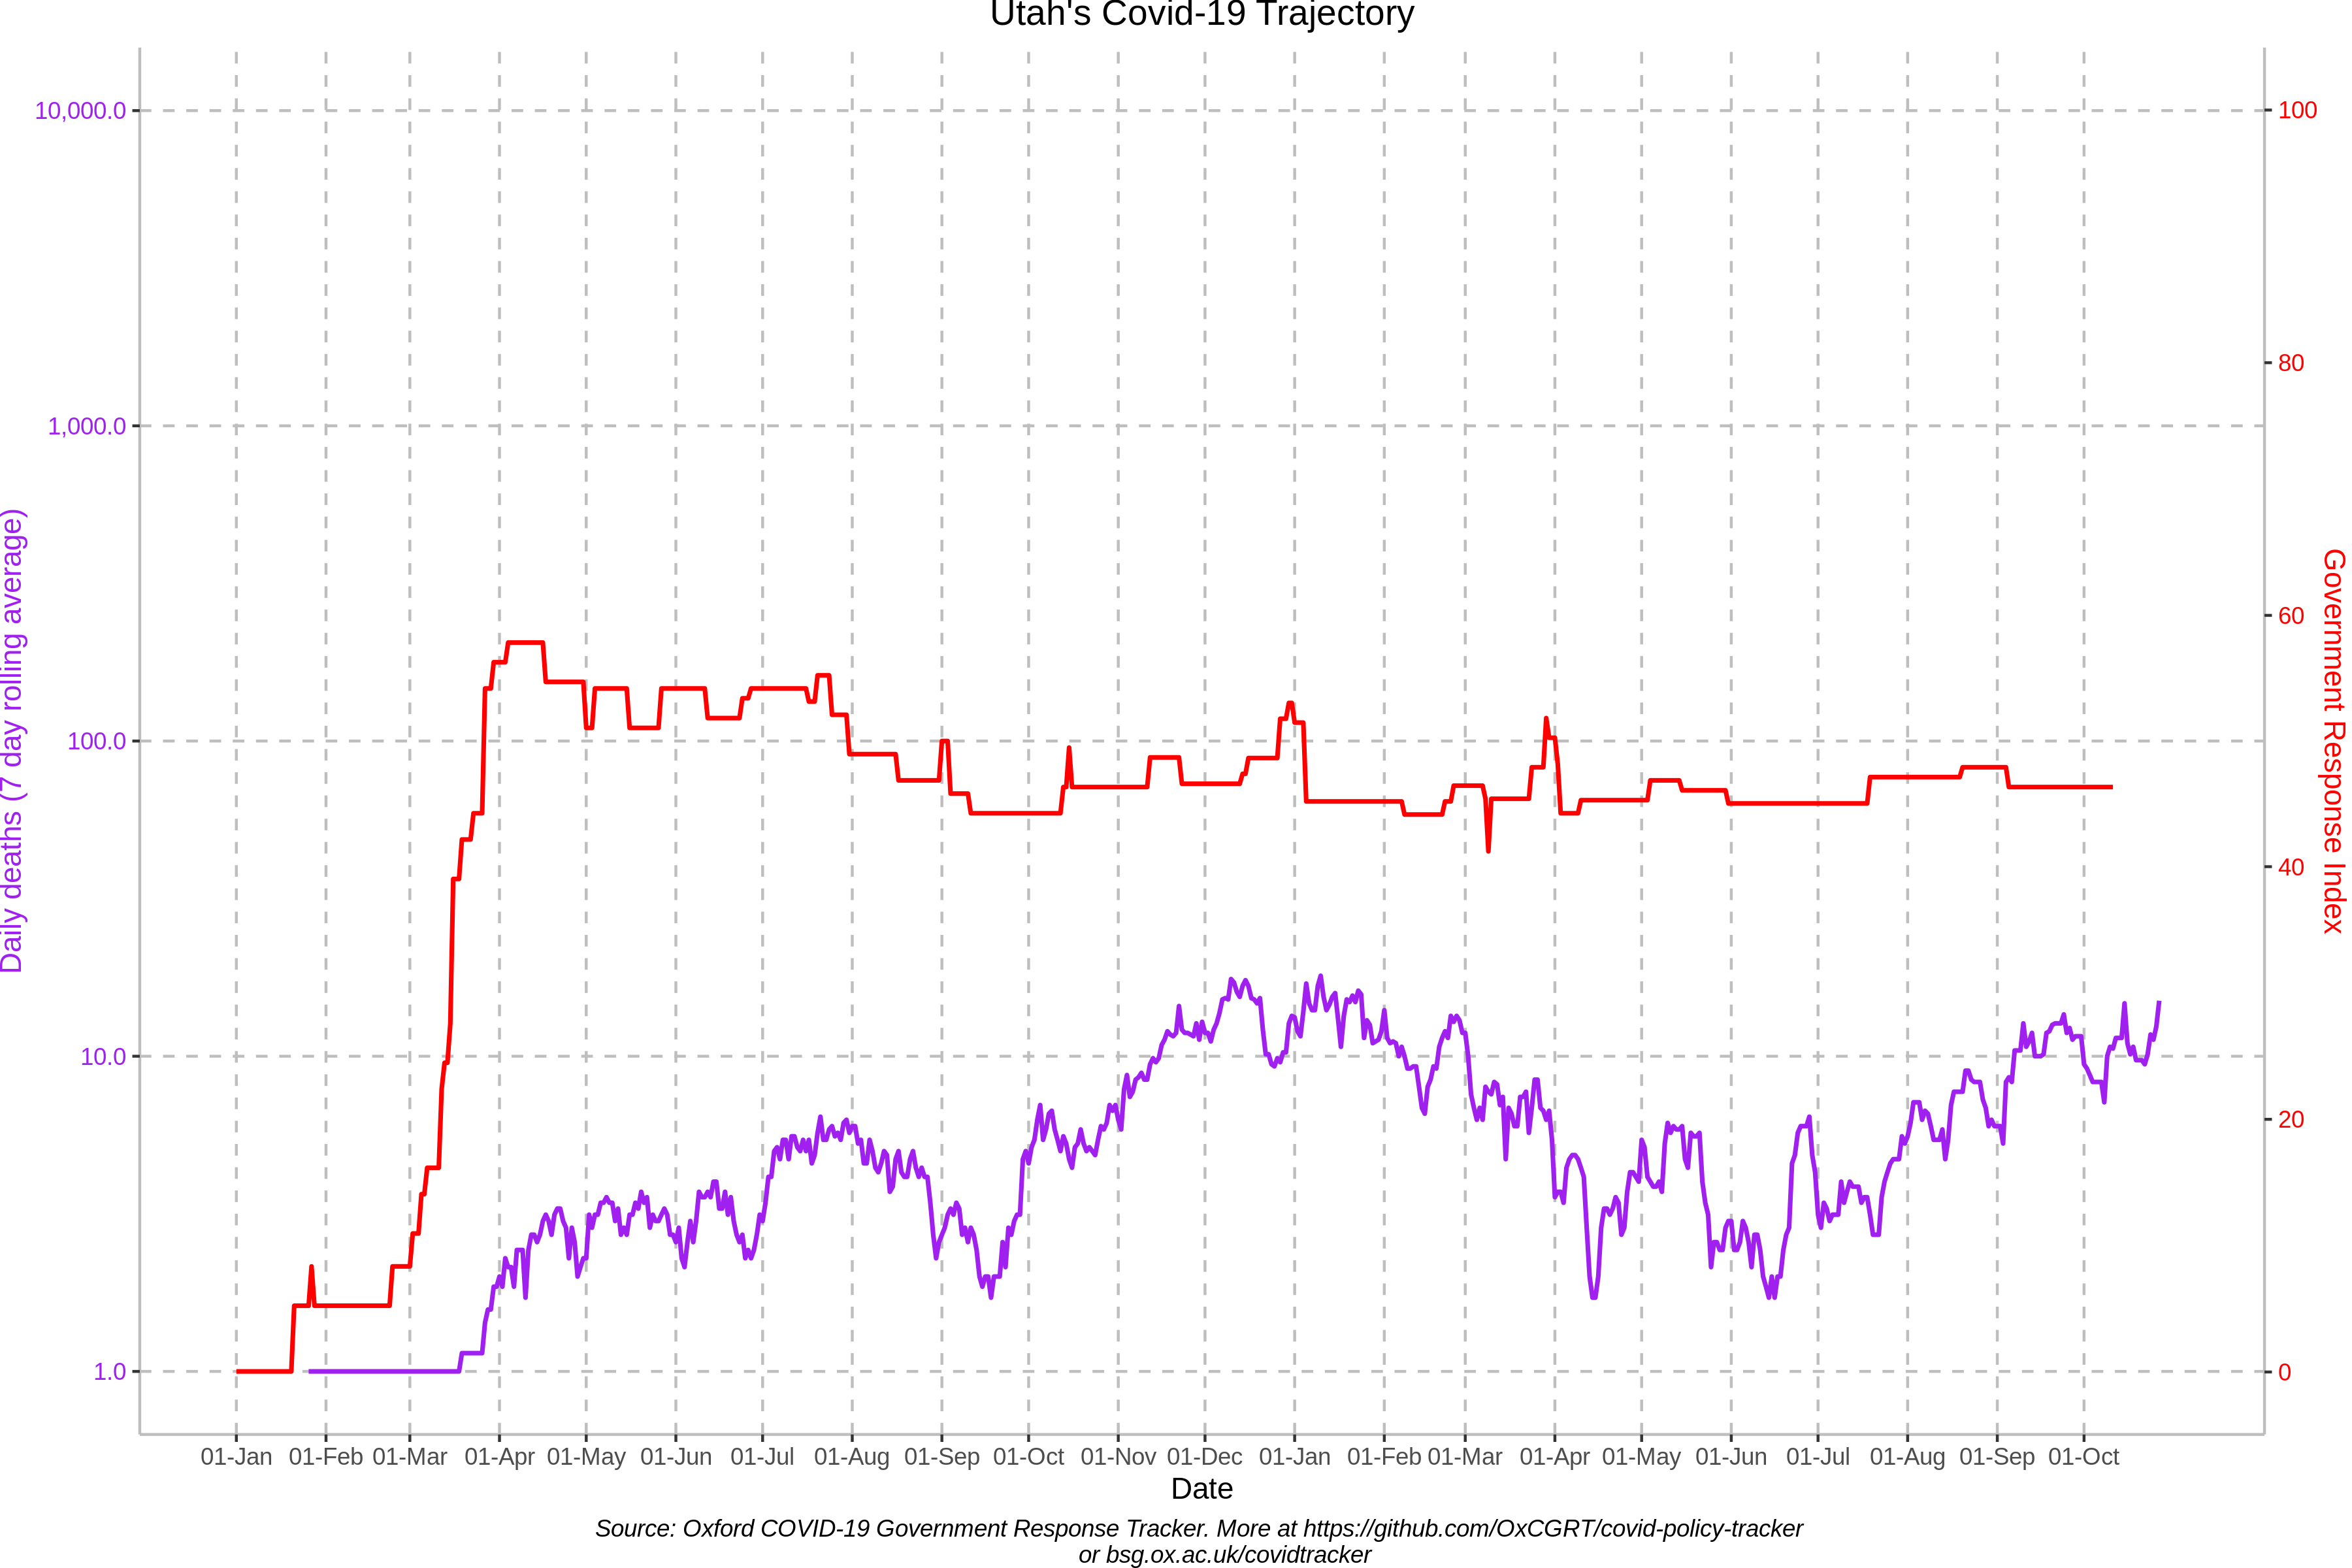 Utah's Covid-19 Trajectory
10,000.0
1,000.0
100.0
10.0
1.0
Daily deaths (7 day rolling average)
100
80
60
40
20
0
Government Response Index
01-Jan 01-Feb 01-Mar 01-Apr 01-May 01-Jun 01-Jul 01-Aug 01-Sep 01-Oct 01-Nov 01-Dec 01-Jan 01-Feb 01-Mar 01-Apr 01-May 01-Jun 01-Jul 01-Aug 01-Sep 01-Oct
Date
Source: Oxford COVID-19 Government Response Tracker. More at https://github.com/OxCGRT/covid-policy-tracker
or bsg.ox.ac.uk/covidtracker